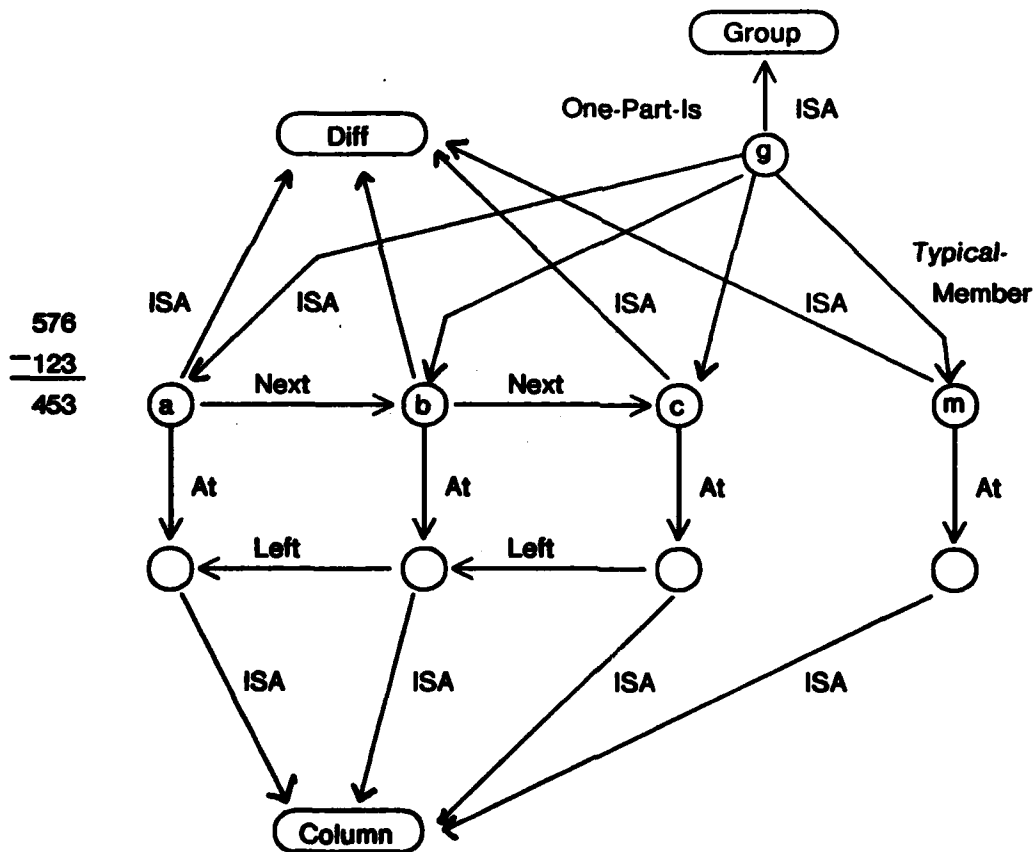 Group
One-Part-Is
ISA
Diff
g
Typical-
Member
ISA
ISA
ISA
ISA
576
−123
453
a
Next
b
Next
c
m
At
At
At
At
Left
Left
ISA
ISA
ISA
ISA
Column